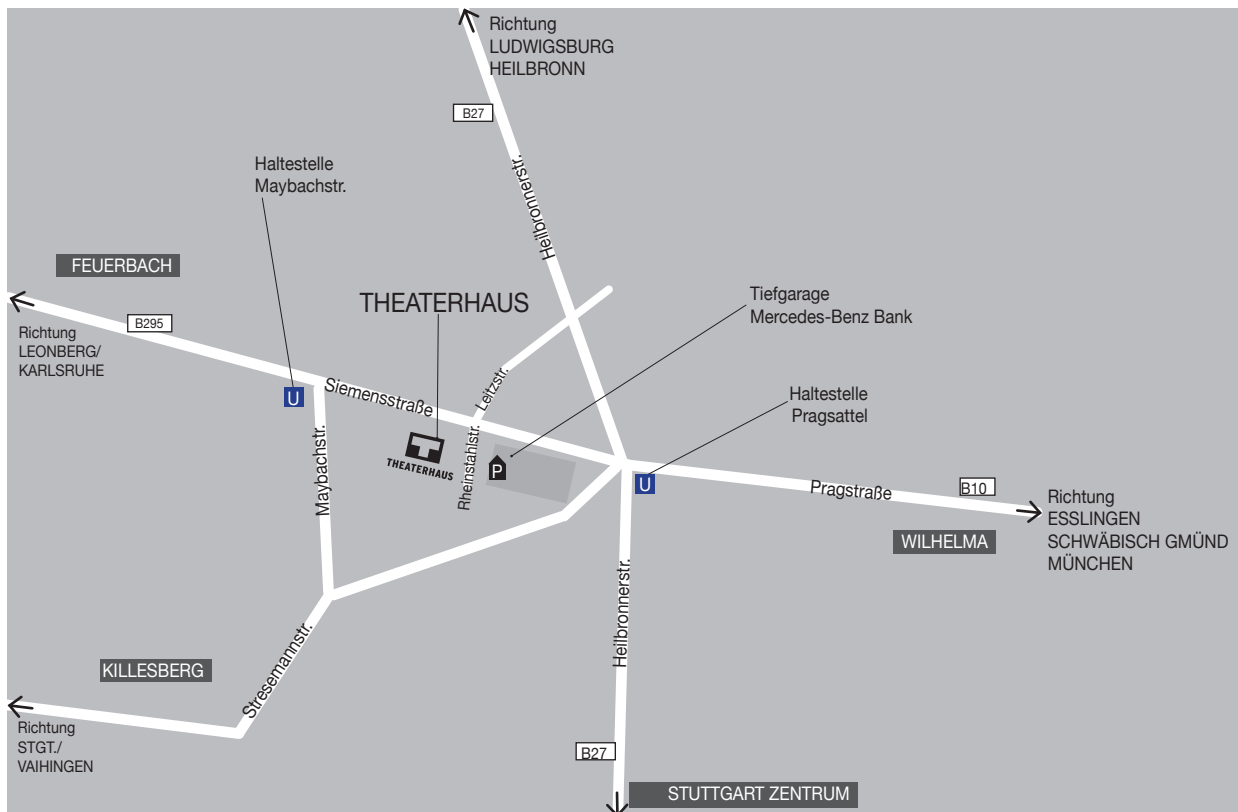 Richtung
LUDWIGSBURG
HEILBRONN
B27
Heilbronnerstr.
Haltestelle
Maybachstr.
FEUERBACH
THEATERHAUS
Tiefgarage
Mercedes-Benz Bank
B295
Richtung
LEONBERG/
KARLSRUHE
U
Siemensstraße
Leitzstr.
Haltestelle
Pragsattel
Maybachstr.
THEATERHAUS
Rheinstahlstr.
P
U
Pragstraße
B10
Richtung
ESSLINGEN
SCHWÄBISCH GMÜND
MÜNCHEN
WILHELMA
Heilbronnerstr.
KILLESBERG
Stresemannstr.
Richtung
STGT./
VAIHINGEN
B27
STUTTGART ZENTRUM